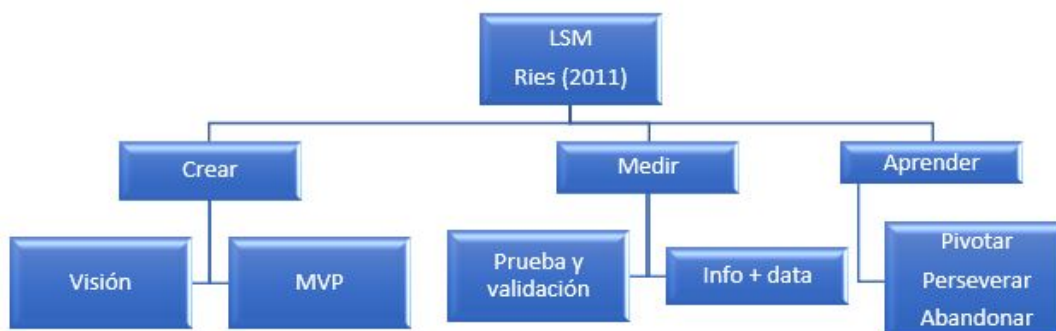 LSM
Ries (2011)
Crear
Medir
Aprender
Visión
MVP
Prueba y
validación
Info + data
Pivotar
Perseverar
Abandonar